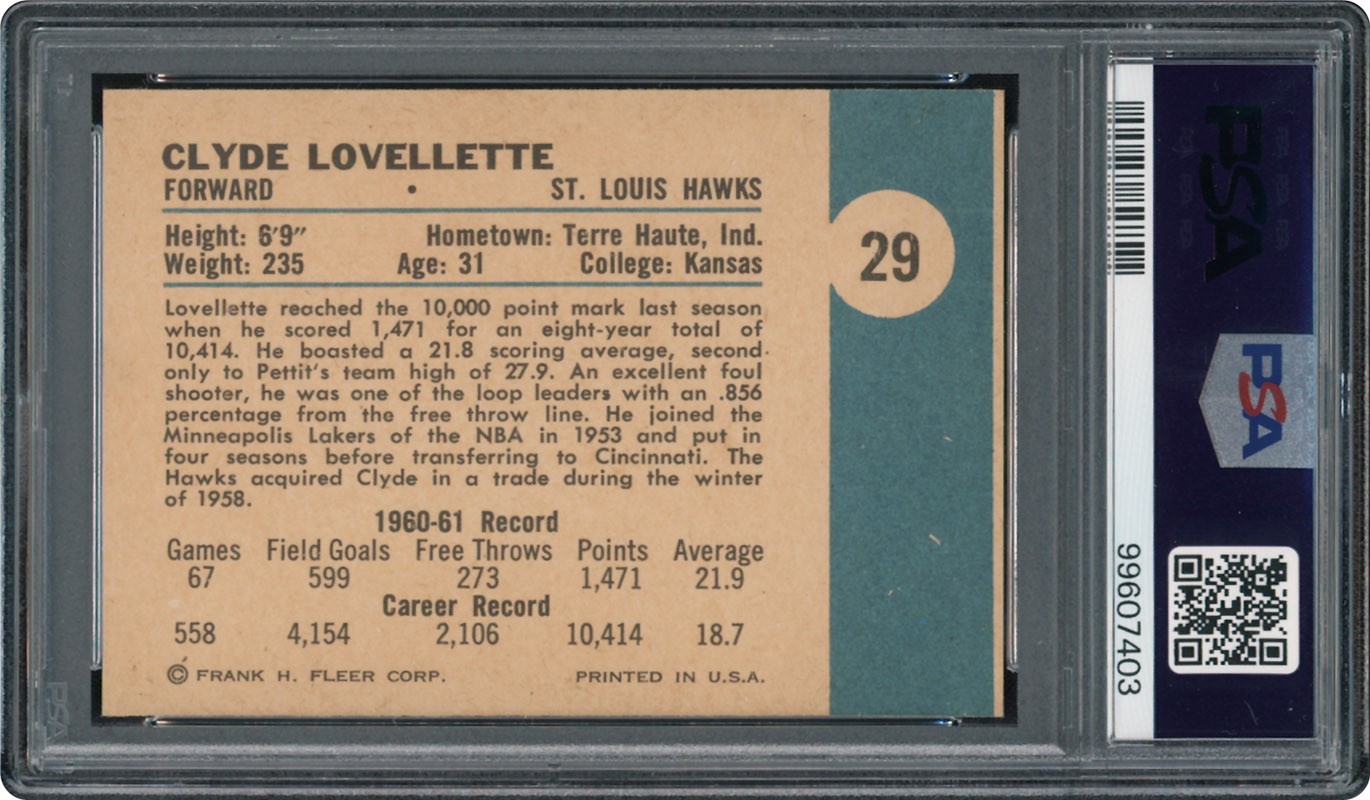 CLYDE LOVELLETTE
FORWARD • ST. LOUIS HAWKS
Height: 6'9" Hometown: Terre Haute, Ind.
Weight: 235 Age: 31 College: Kansas
29
Lovellette reached the 10,000 point mark last season
when he scored 1,471 for an eight-year total of
10,414. He boasted a 21.8 scoring average, second
only to Pettit's team high of 27.9. An excellent foul
shooter, he was one of the loop leaders with an .856
percentage from the free throw line. He joined the
Minneapolis Lakers of the NBA in 1953 and put in
four seasons before transferring to Cincinnati. The
Hawks acquired Clyde in a trade during the winter
of 1958.
1960-61 Record
Games Field Goals Free Throws Points Average
67 599 273 1,471 21.9
Career Record
558 4,154 2,106 10,414 18.7
© FRANK H. FLEER CORP. PRINTED IN U.S.A.
PSA
PSA
99607403
PSA